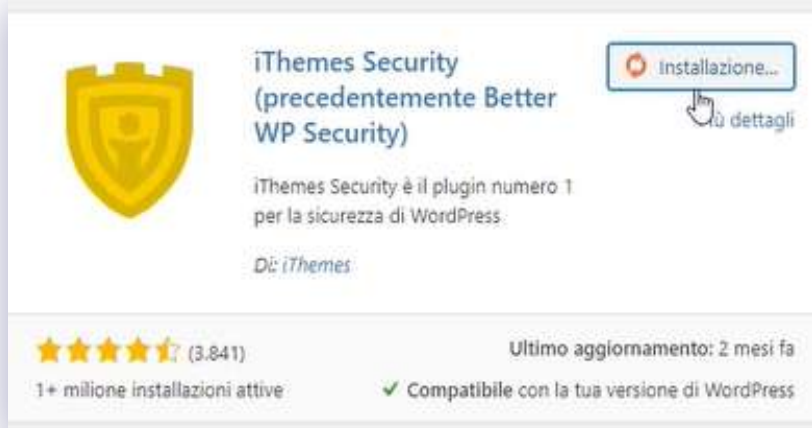 iThemes Security
(precedentemente Better
WP Security)
Installazione...
iù dettagli
iThemes Security è il plugin numero 1
per la sicurezza di WordPress
Di: iThemes
(3.841)
Ultimo aggiornamento: 2 mesi fa
1+ milione installazioni attive
Compatibile con la tua versione di WordPress